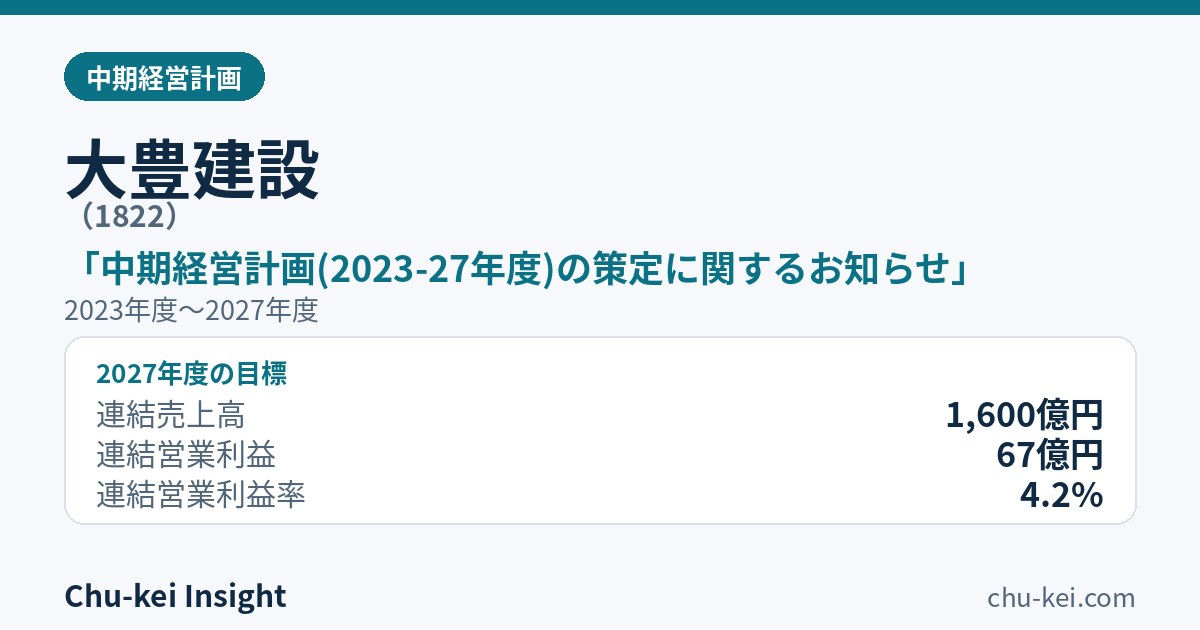 中期経営計画
大豊建設
（1822）
「中期経営計画(2023-27年度)の策定に関するお知らせ」
2023年度〜2027年度
2027年度の目標
連結売上高 1,600億円
連結営業利益 67億円
連結営業利益率 4.2%
Chu-kei Insight
chu-kei.com